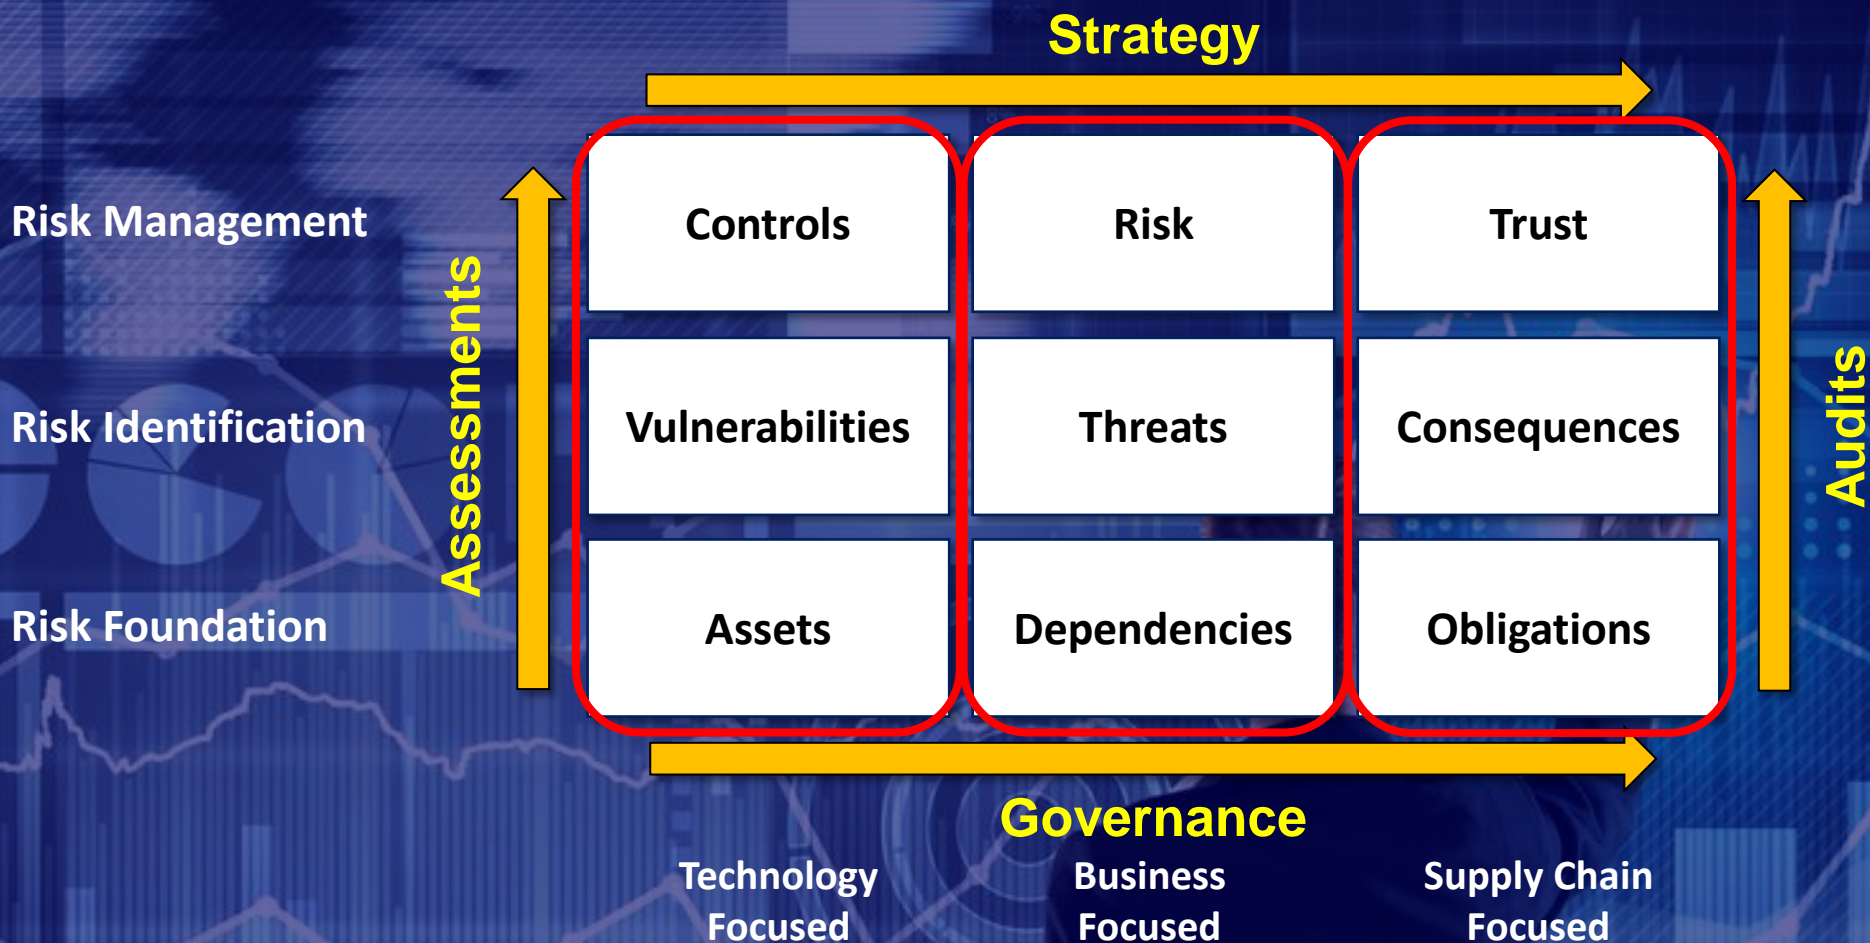 Strategy
Risk Management
Controls
Risk
Trust
Assessments
Audits
Risk Identification
Vulnerabilities
Threats
Consequences
Risk Foundation
Assets
Dependencies
Obligations
Governance
Technology
Focused
Business
Focused
Supply Chain
Focused